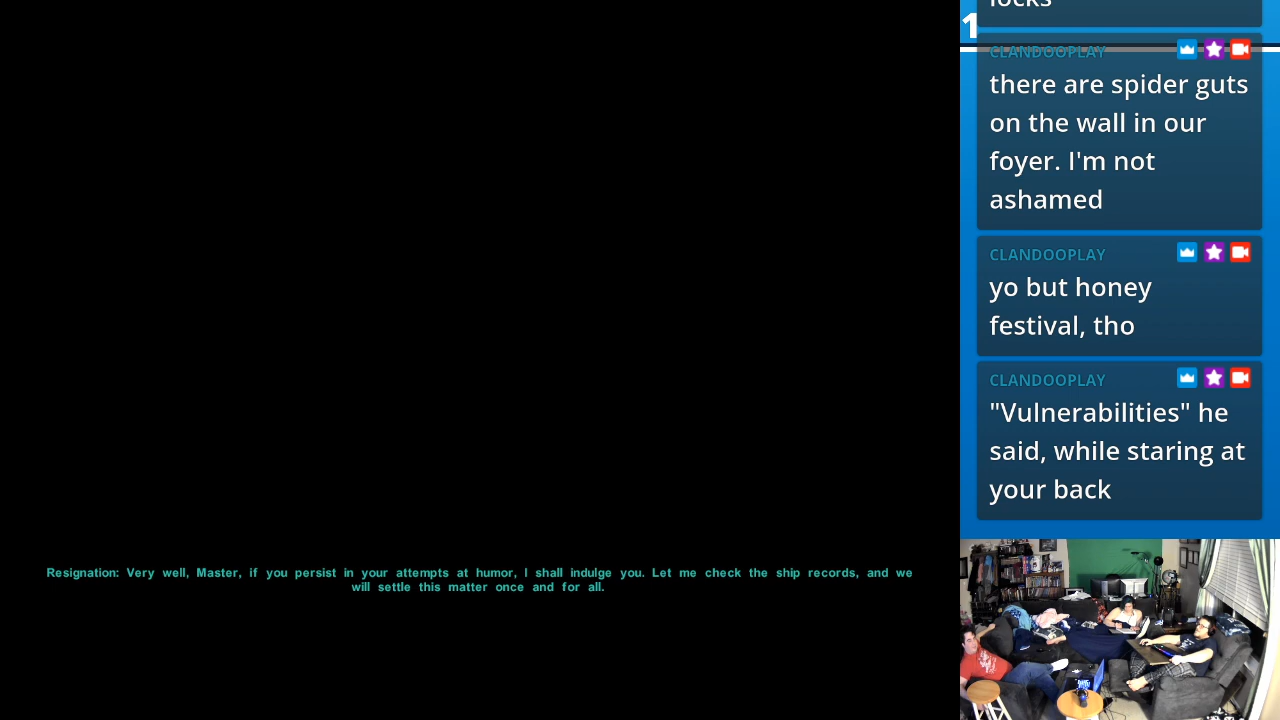 locks
1
CLANDOOPLAY
there are spider guts
on the wall in our
foyer. I'm not
ashamed
CLANDOOPLAY
yo but honey
festival, tho
CLANDOOPLAY
"Vulnerabilities" he
said, while staring at
your back
Resignation: Very well, Master, if you persist in your attempts at humor, I shall indulge you. Let me check the ship records, and we
will settle this matter once and for all.